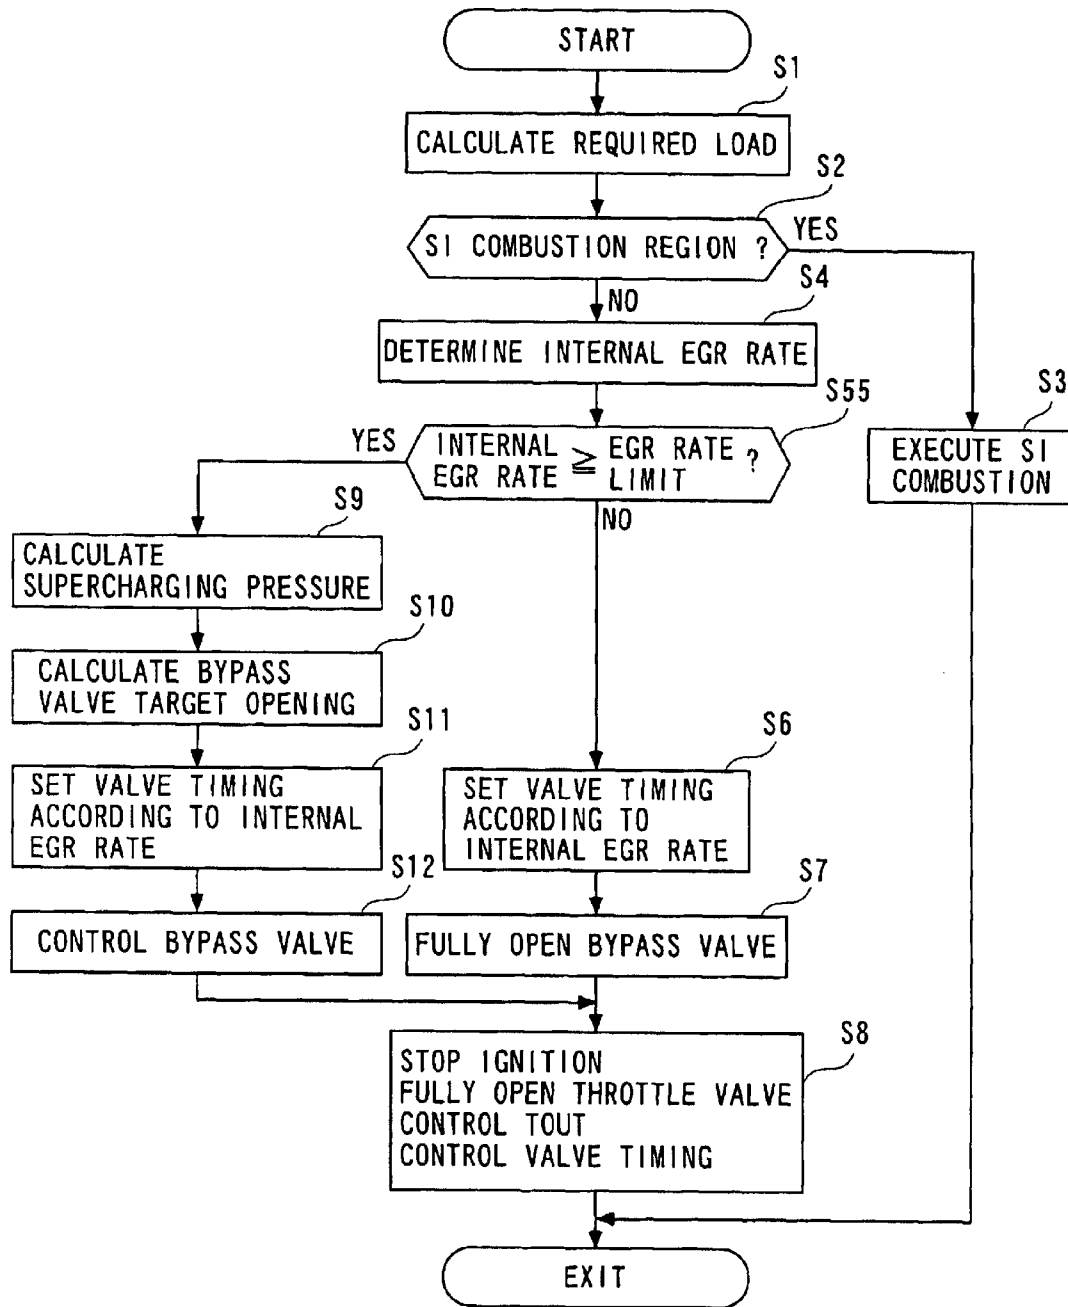 START
S1
CALCULATE REQUIRED LOAD
S2
SI COMBUSTION REGION ?
YES
NO
S4
DETERMINE INTERNAL EGR RATE
S55
YES
INTERNAL EGR RATE ≧ EGR RATE LIMIT ?
NO
S3
EXECUTE SI
COMBUSTION
S9
CALCULATE
SUPERCHARGING PRESSURE
S10
CALCULATE BYPASS
VALVE TARGET OPENING
S11
SET VALVE TIMING
ACCORDING TO INTERNAL
EGR RATE
S6
SET VALVE TIMING
ACCORDING TO
INTERNAL EGR RATE
S12
CONTROL BYPASS VALVE
S7
FULLY OPEN BYPASS VALVE
S8
STOP IGNITION
FULLY OPEN THROTTLE VALVE
CONTROL TOUT
CONTROL VALVE TIMING
EXIT